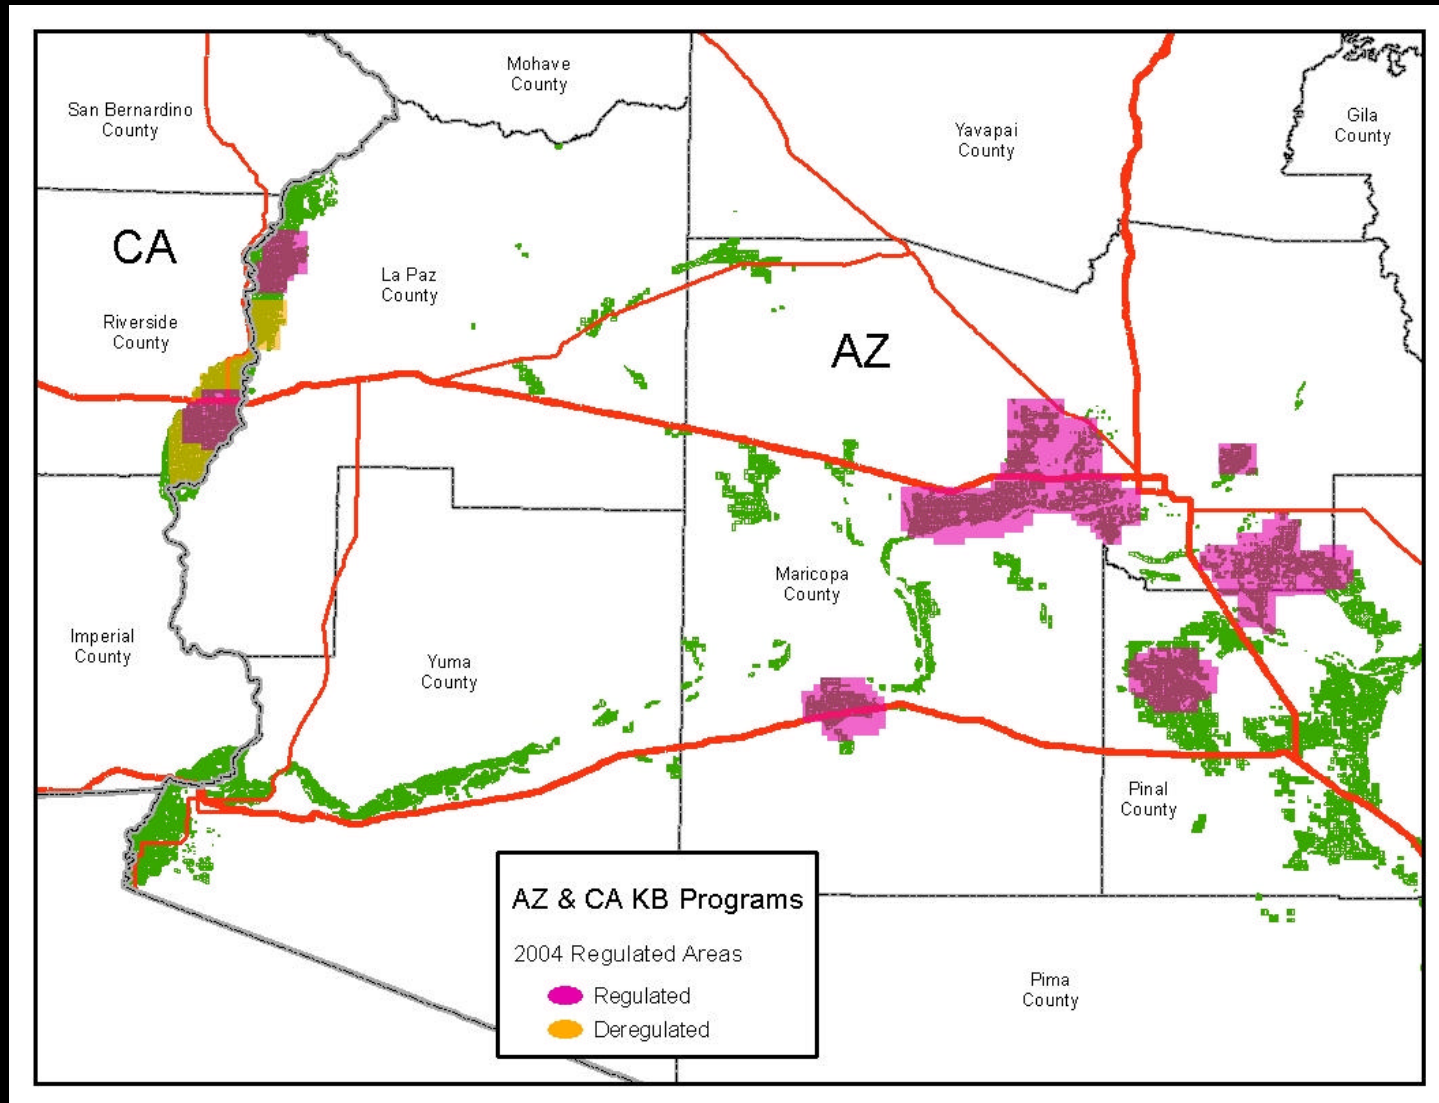 Mohave
County
San Bernardino
County
Yavapai
County
Gila
County
CA
La Paz
County
Riverside
County
AZ
Maricopa
County
Imperial
County
Yuma
County
Pinal
County
AZ & CA KB Programs
2004 Regulated Areas
Regulated
Deregulated
Pima
County